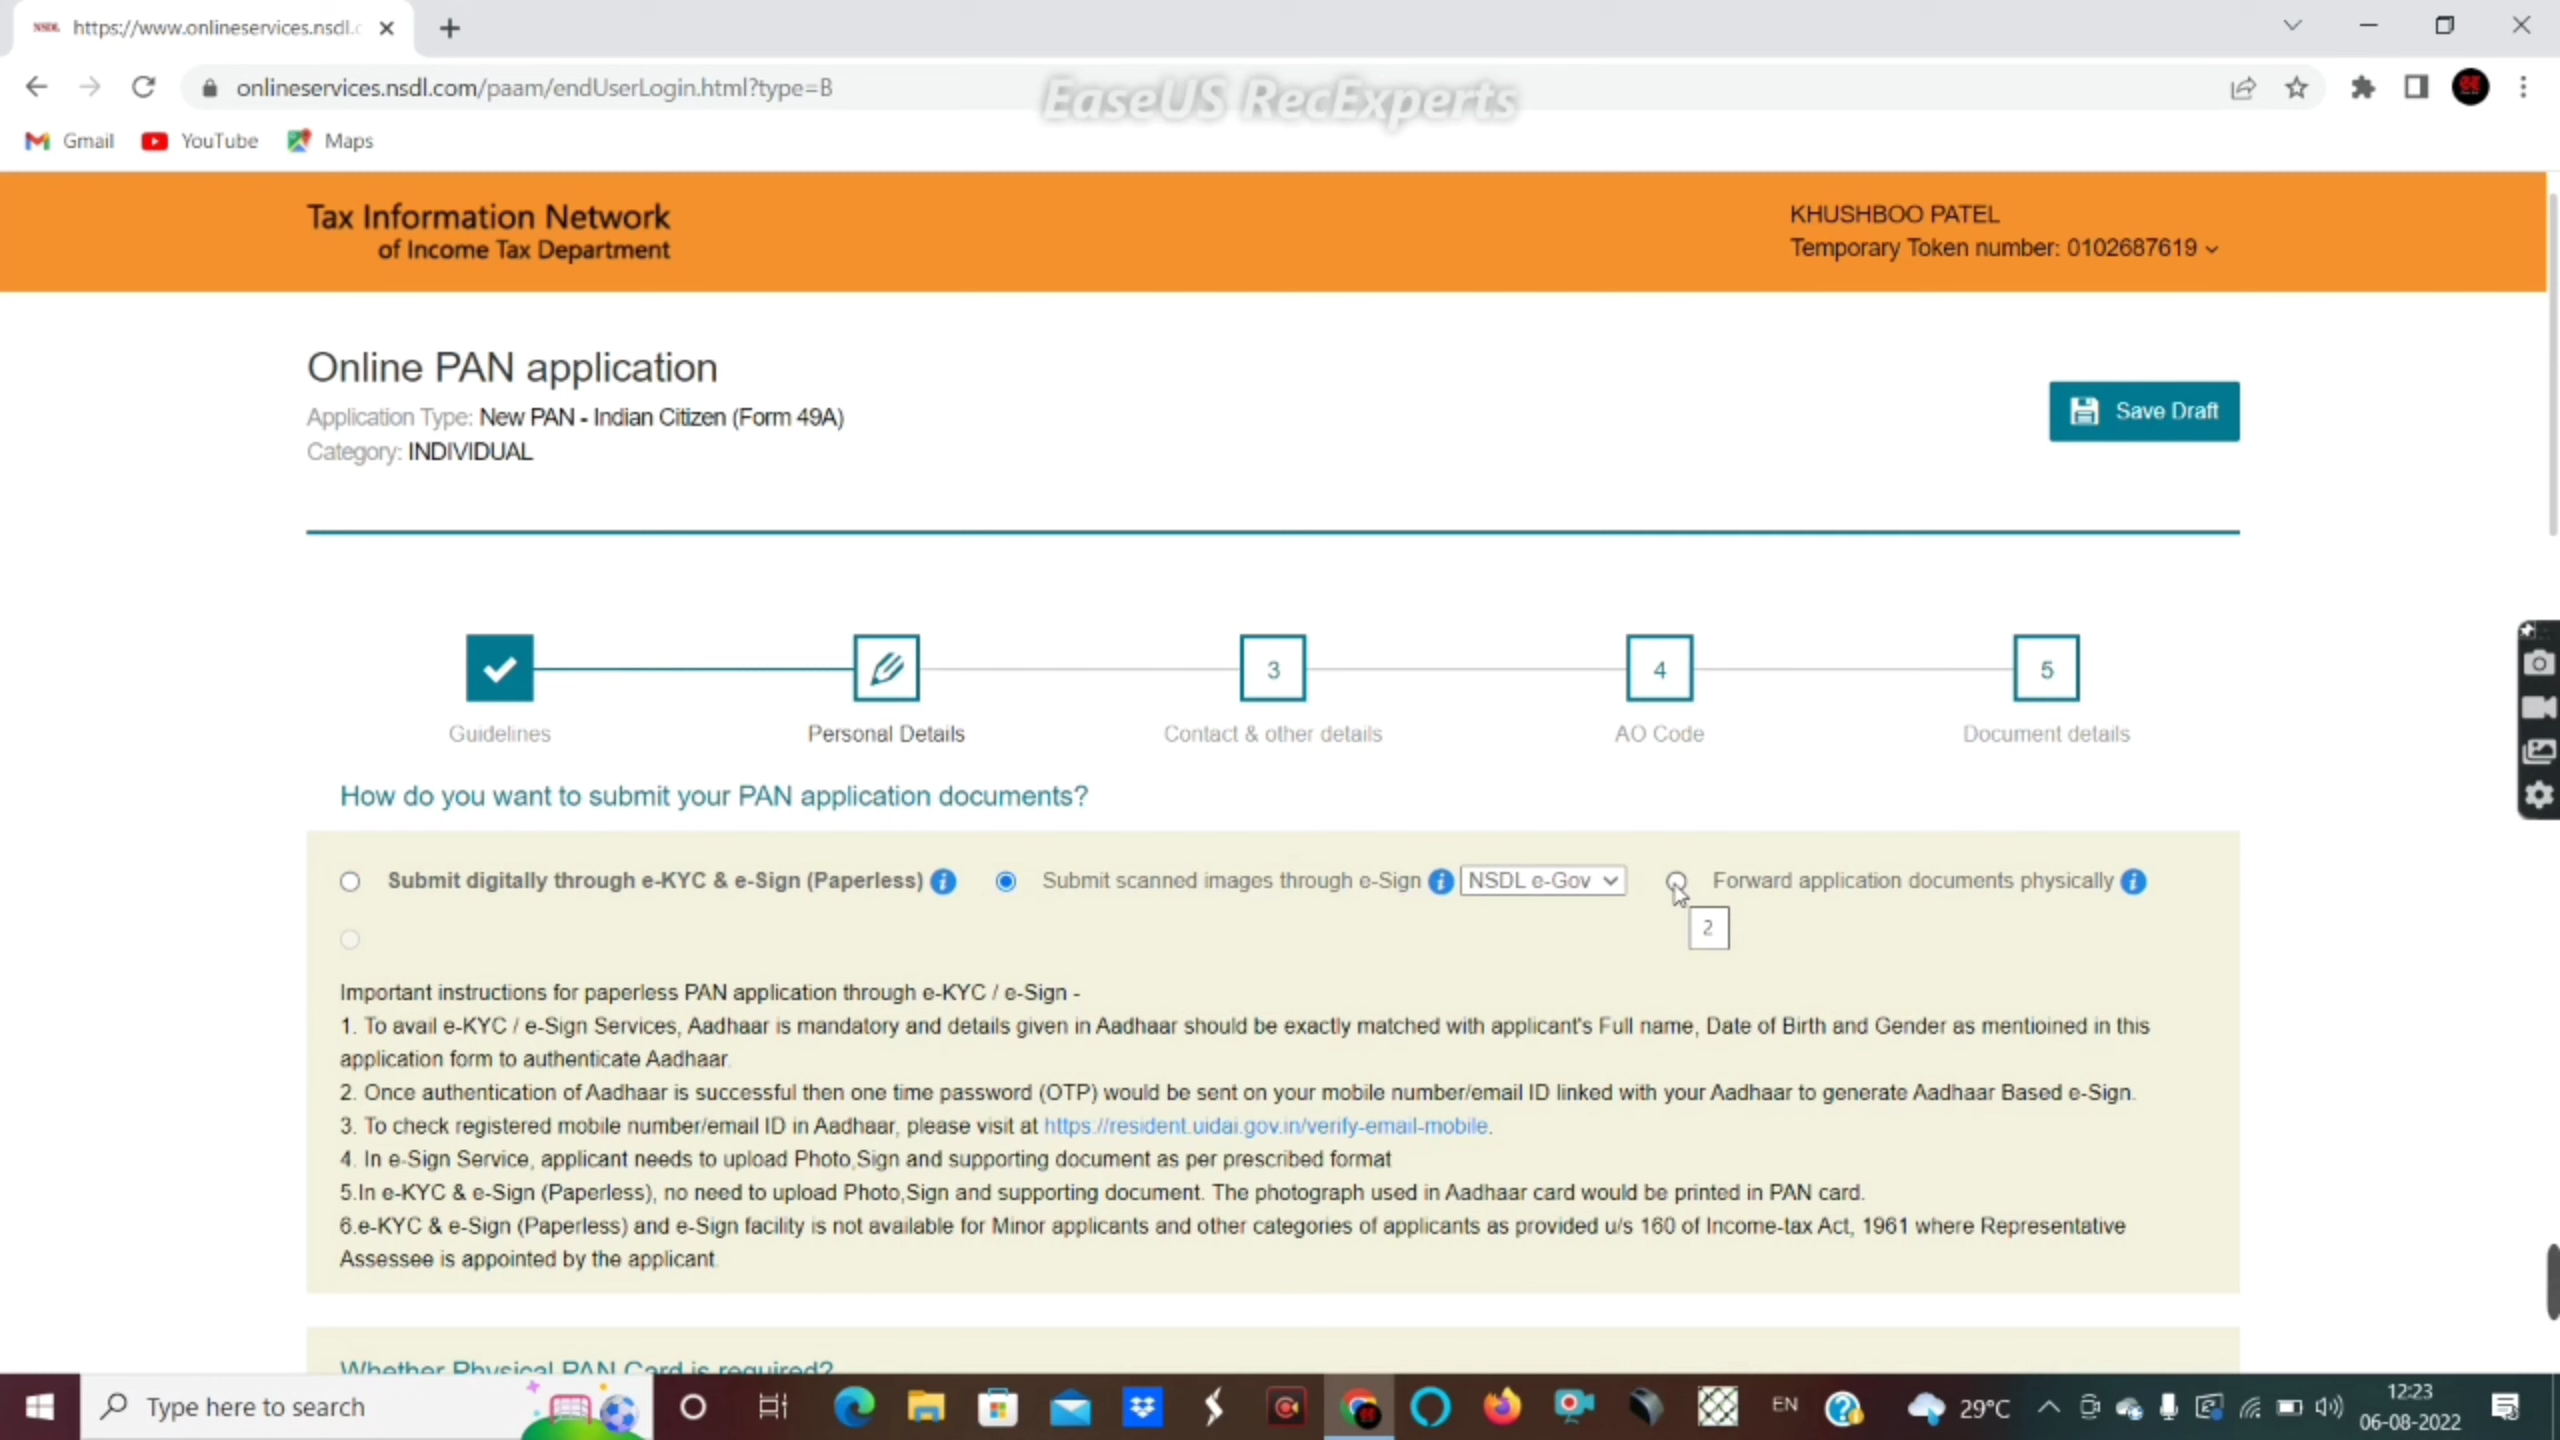 NSDL https://www.onlineservices.nsdl.c
onlineservices.nsdl.com/paam/endUserLogin.html?type=B
EaseUS RecExperts
Gmail YouTube Maps
Tax Information Network
of Income Tax Department
KHUSHBOO PATEL
Temporary Token number: 0102687619
Online PAN application
Application Type: New PAN - Indian Citizen (Form 49A)
Category: INDIVIDUAL
Save Draft
3 4 5
Guidelines Personal Details Contact & other details AO Code Document details
How do you want to submit your PAN application documents?
Submit digitally through e-KYC & e-Sign (Paperless) Submit scanned images through e-Sign NSDL e-Gov Forward application documents physically
2
Important instructions for paperless PAN application through e-KYC / e-Sign -
1. To avail e-KYC / e-Sign Services, Aadhaar is mandatory and details given in Aadhaar should be exactly matched with applicant's Full name, Date of Birth and Gender as mentioined in this
application form to authenticate Aadhaar.
2. Once authentication of Aadhaar is successful then one time password (OTP) would be sent on your mobile number/email ID linked with your Aadhaar to generate Aadhaar Based e-Sign.
3. To check registered mobile number/email ID in Aadhaar, please visit at https://resident.uidai.gov.in/verify-email-mobile.
4. In e-Sign Service, applicant needs to upload Photo,Sign and supporting document as per prescribed format
5.In e-KYC & e-Sign (Paperless), no need to upload Photo,Sign and supporting document. The photograph used in Aadhaar card would be printed in PAN card.
6.e-KYC & e-Sign (Paperless) and e-Sign facility is not available for Minor applicants and other categories of applicants as provided u/s 160 of Income-tax Act, 1961 where Representative
Assessee is appointed by the applicant.
Whether Physical PAN Card is required?
Type here to search
EN
29°C
12:23
06-08-2022